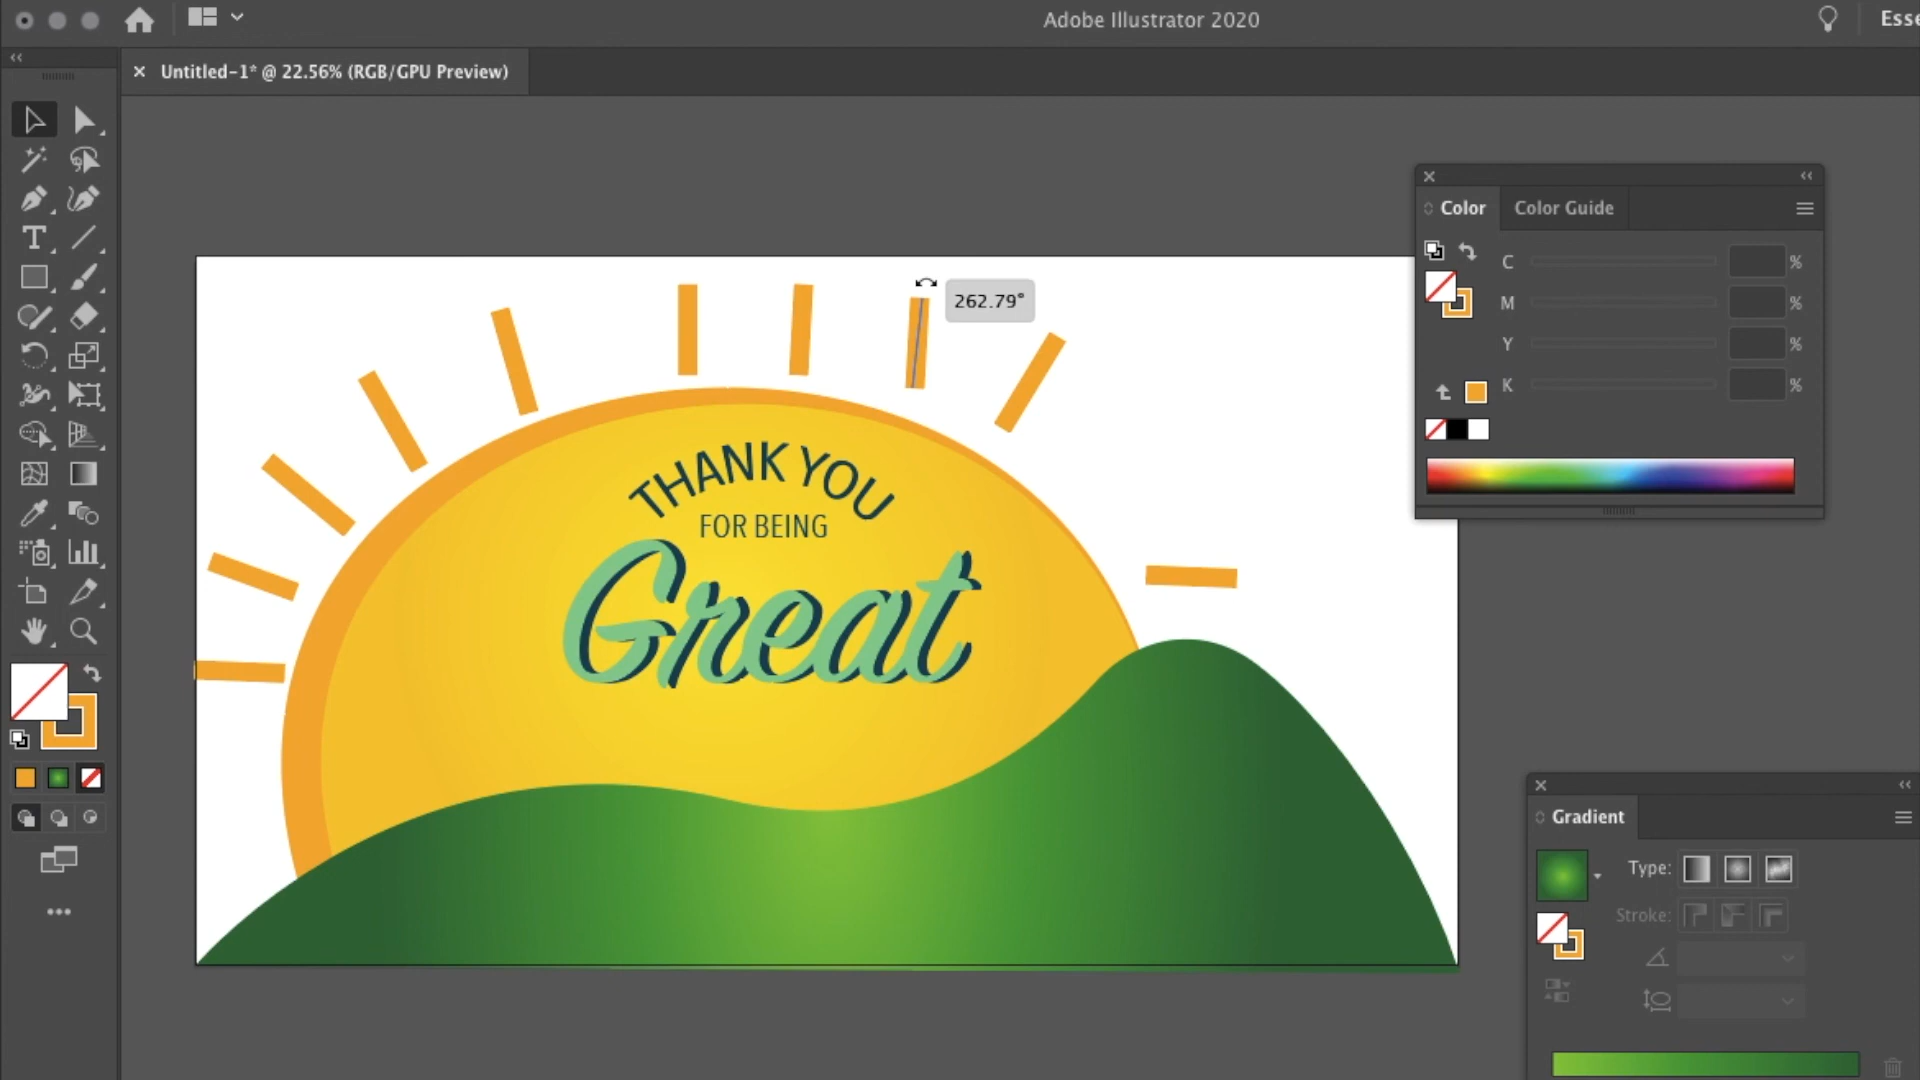 Adobe Illustrator 2020
Esse
Untitled-1* @ 22.56% (RGB/GPU Preview)
262.79°
Color
Color Guide
C %
M %
Y %
K %
THANK YOU
FOR BEING
Great
Gradient
Type:
Stroke: